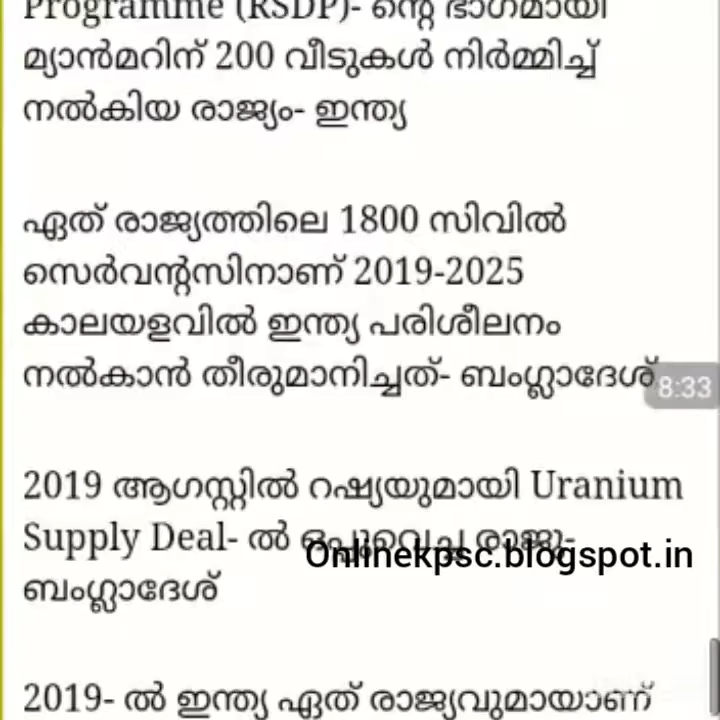 Programme (RSDP)- ന്റെ ഭാഗമായി
മ്യാൻമറിന് 200 വീടുകൾ നിർമ്മിച്ച്
നൽകിയ രാജ്യം- ഇന്ത്യ
ഏത് രാജ്യത്തിലെ 1800 സിവിൽ
സെർവന്റസിനാണ് 2019-2025
കാലയളവിൽ ഇന്ത്യ പരിശീലനം
നൽകാൻ തീരുമാനിച്ചത്- ബംഗ്ലാദേശ്
8:33
2019 ആഗസ്റ്റിൽ റഷ്യയുമായി Uranium
Supply Deal- ൽ ഒപ്പുവെച്ച രാജ്യം-
Onlinekpsc.blogspot.in
ബംഗ്ലാദേശ്
2019- ൽ ഇന്ത്യ ഏത് രാജ്യവുമായാണ്